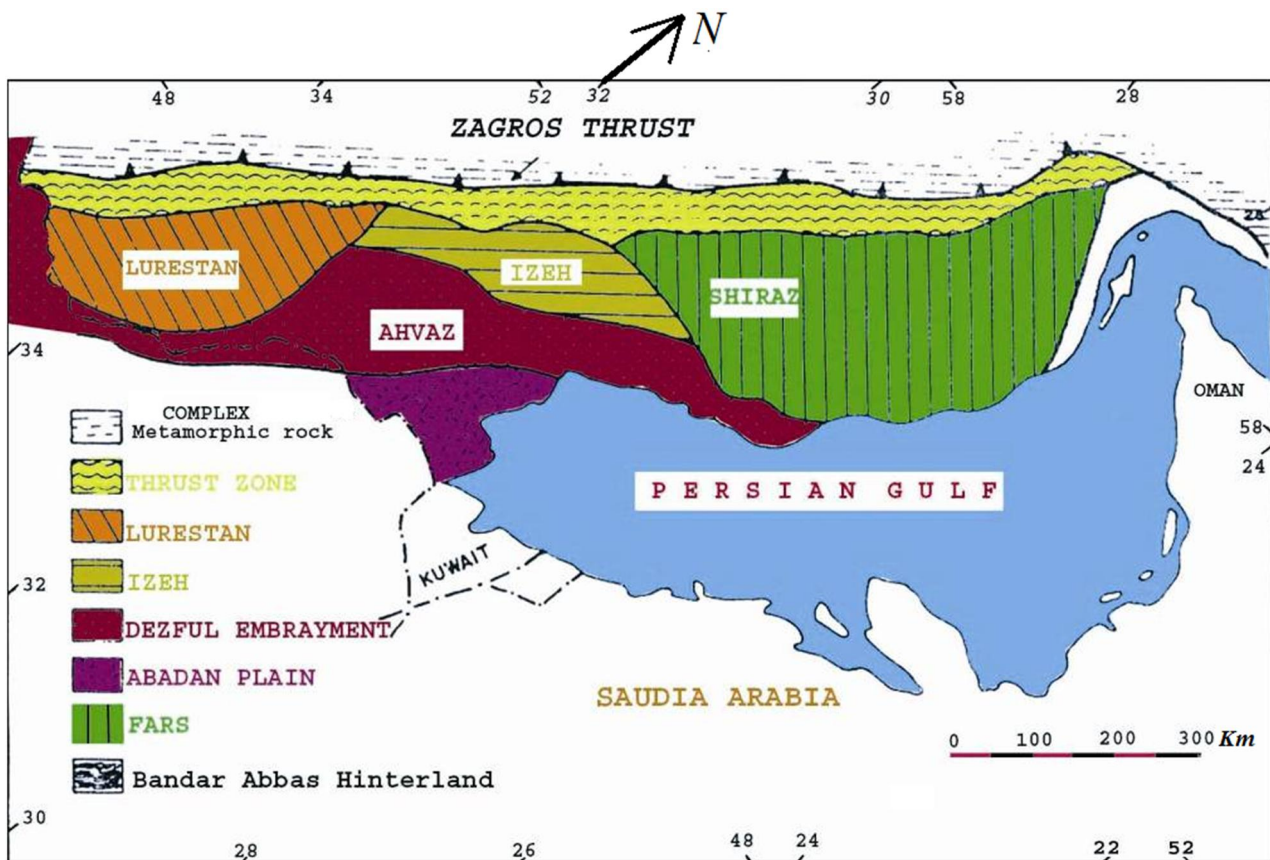 N
48 34 52 32 30 58 28
ZAGROS THRUST
28
LURESTAN
IZEH
SHIRAZ
AHVAZ
34
OMAN
COMPLEX
Metamorphic rock
58
24
THRUST ZONE
PERSIAN GULF
LURESTAN
KUWAIT
IZEH
32
DEZFUL EMBRAYMENT
ABADAN PLAIN
SAUDIA ARABIA
FARS
0 100 200 300 Km
Bandar Abbas Hinterland
30
28 26 48 24 22 52